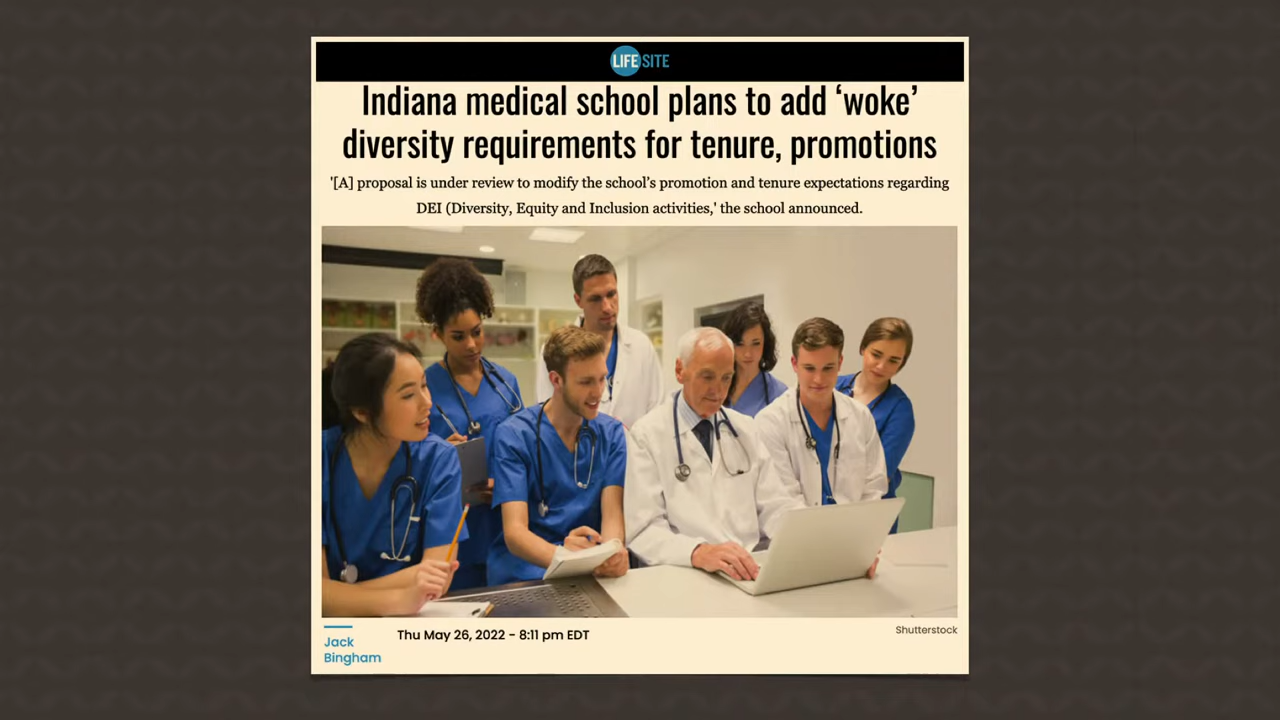 LIFE SITE
Indiana medical school plans to add ‘woke’
diversity requirements for tenure, promotions
'[A] proposal is under review to modify the school’s promotion and tenure expectations regarding
DEI (Diversity, Equity and Inclusion activities,' the school announced.
Jack
Bingham
Thu May 26, 2022 - 8:11 pm EDT
Shutterstock